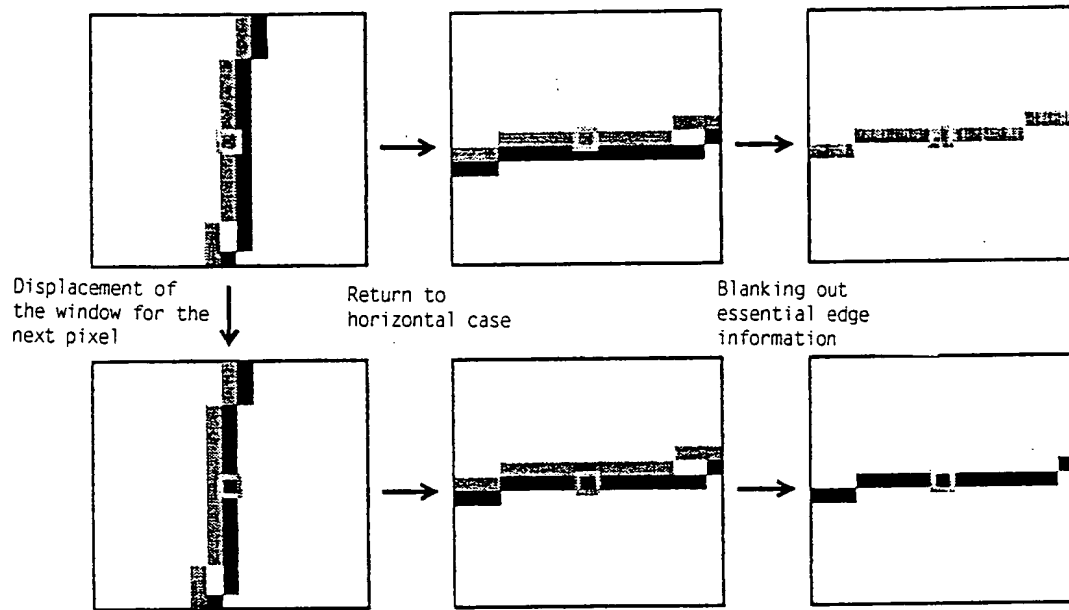 Displacement of
the window for the
next pixel
Return to
horizontal case
Blanking out
essential edge
information